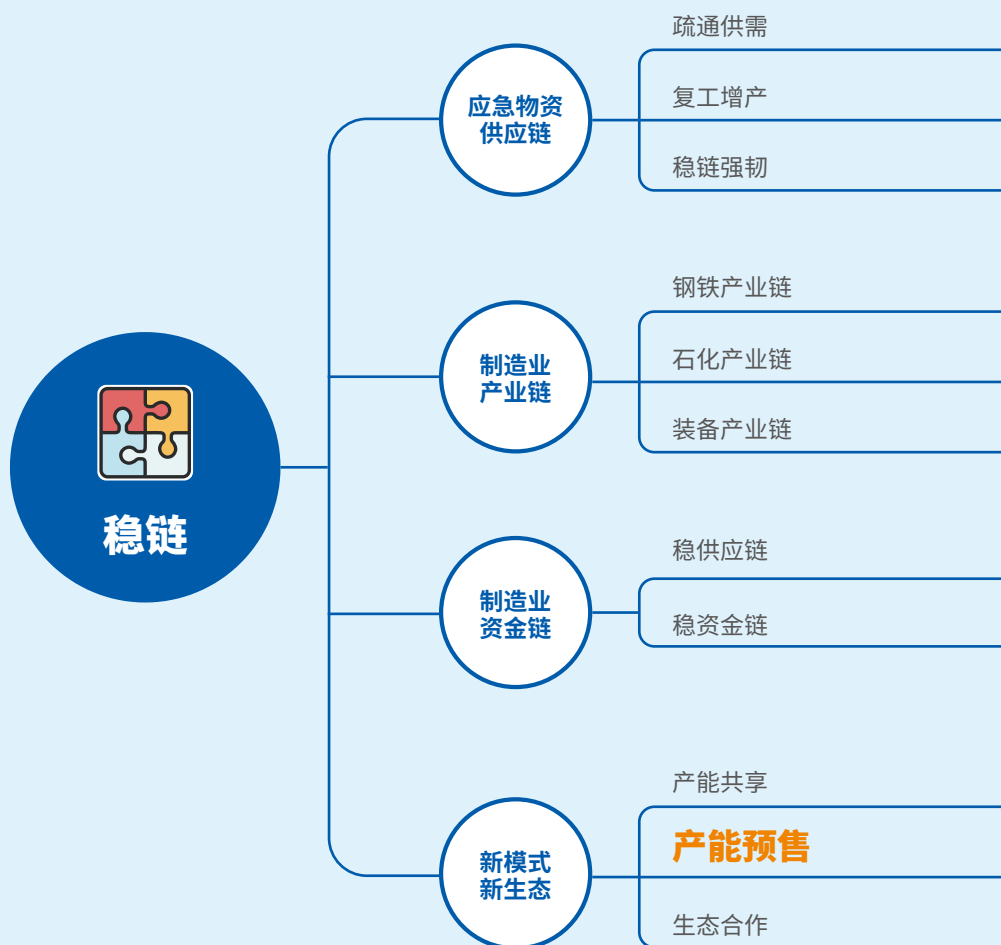 稳链
应急物资
供应链
疏通供需
复工增产
稳链强韧
制造业
产业链
钢铁产业链
石化产业链
装备产业链
制造业
资金链
稳供应链
稳资金链
新模式
新生态
产能共享
产能预售
生态合作